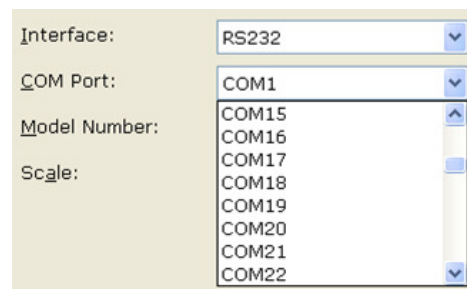 Interface: RS232
COM Port: COM1
COM15
Model Number: COM16
COM17
Scale: COM18
COM19
COM20
COM21
COM22